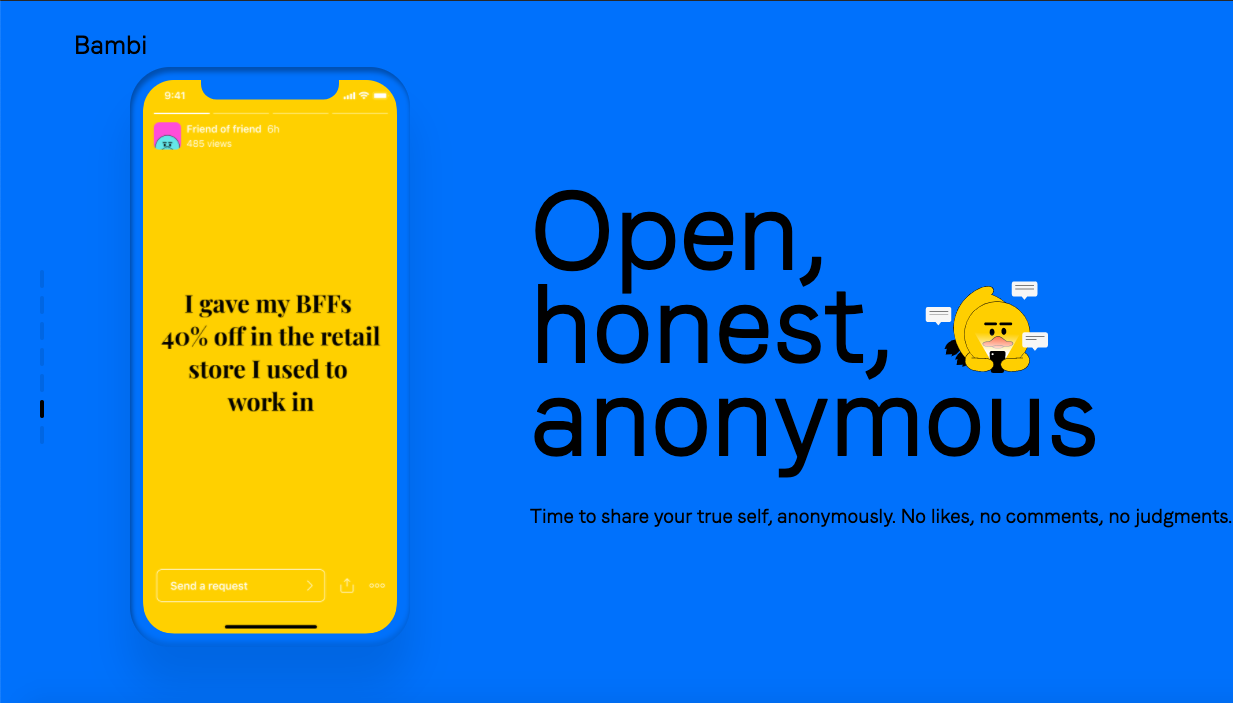 Bambi
9:41
Friend of friend 6h
485 views
I gave my BFFs
40% off in the retail
store I used to
work in
Send a request
Open,
honest,
anonymous
Time to share your true self, anonymously. No likes, no comments, no judgments.